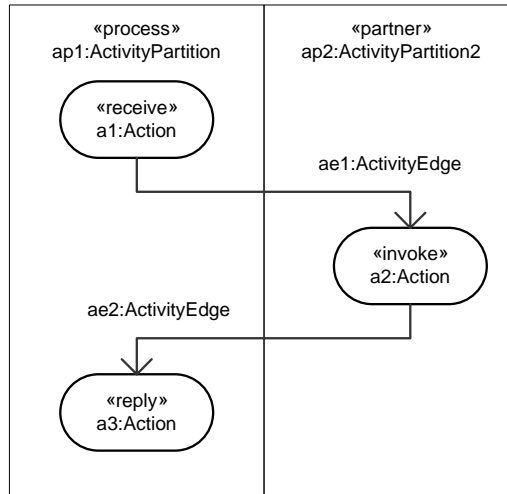 «process»
ap1:ActivityPartition
«partner»
ap2:ActivityPartition2
«receive»
a1:Action
ae1:ActivityEdge
«invoke»
a2:Action
ae2:ActivityEdge
«reply»
a3:Action